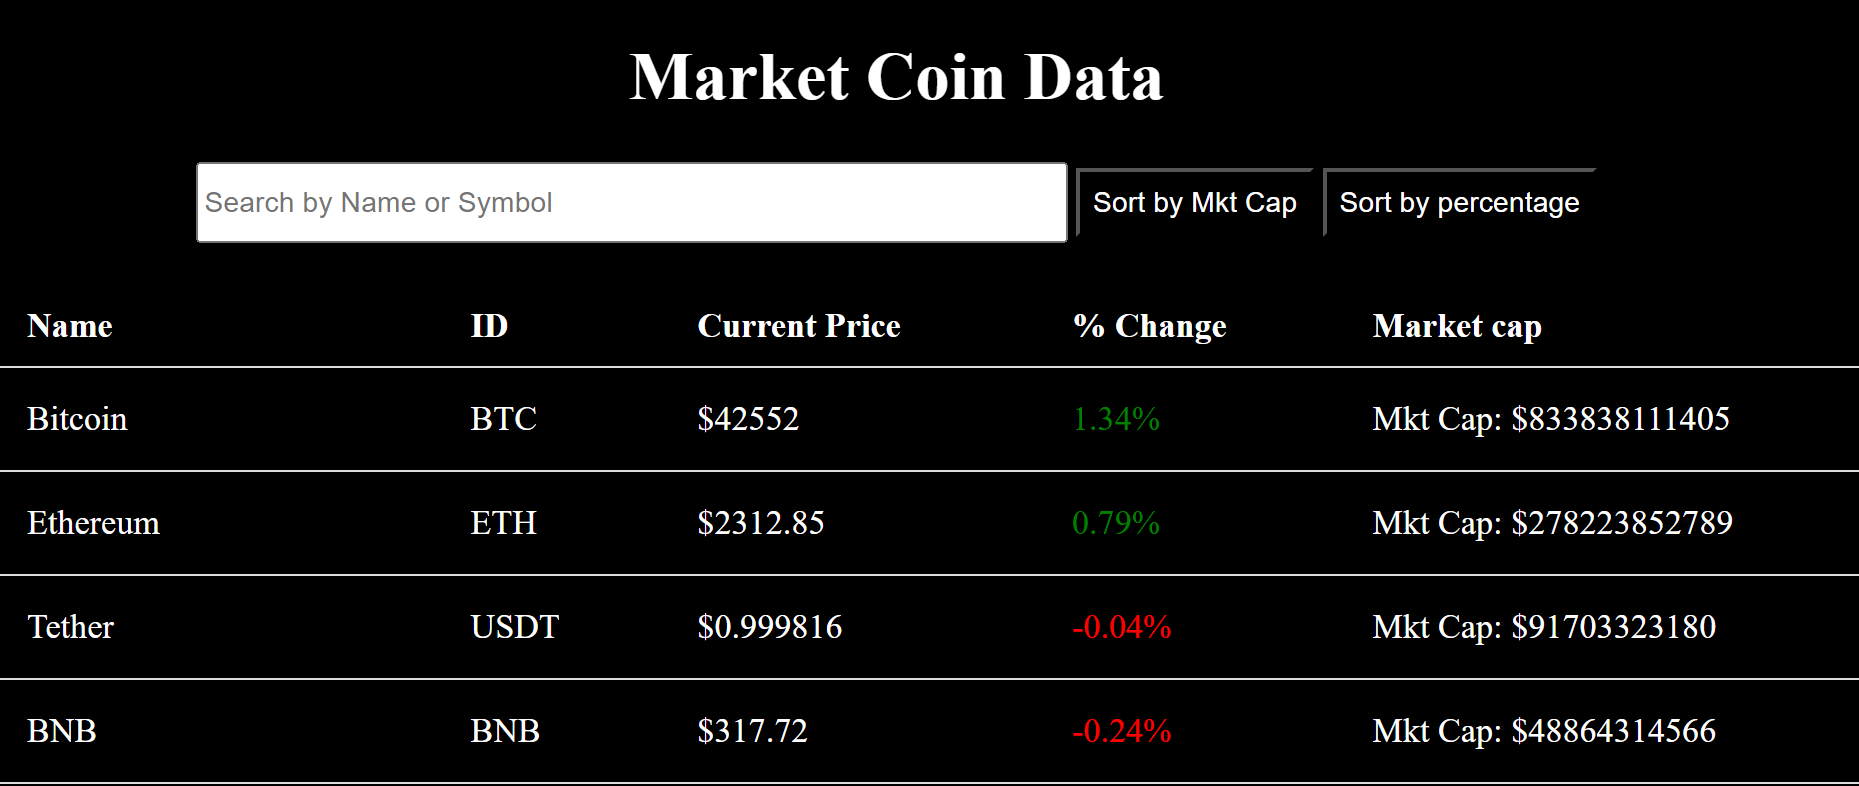 Market Coin Data
Search by Name or Symbol Sort by Mkt Cap Sort by percentage
Name ID Current Price % Change Market cap
Bitcoin BTC $42552 1.34% Mkt Cap: $833838111405
Ethereum ETH $2312.85 0.79% Mkt Cap: $278223852789
Tether USDT $0.999816 -0.04% Mkt Cap: $91703323180
BNB BNB $317.72 -0.24% Mkt Cap: $48864314566